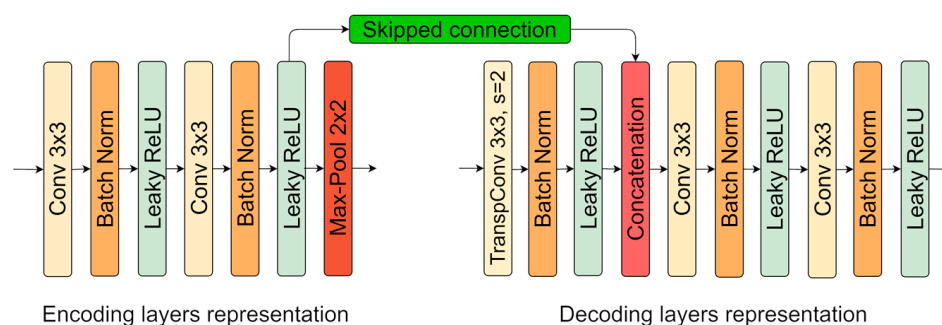 Skipped connection
Conv 3x3
Batch Norm
Leaky ReLU
Conv 3x3
Batch Norm
Leaky ReLU
Max-Pool 2x2
TranspConv 3x3, s=2
Batch Norm
Leaky ReLU
Concatenation
Conv 3x3
Batch Norm
Leaky ReLU
Conv 3x3
Batch Norm
Leaky ReLU
Encoding layers representation
Decoding layers representation